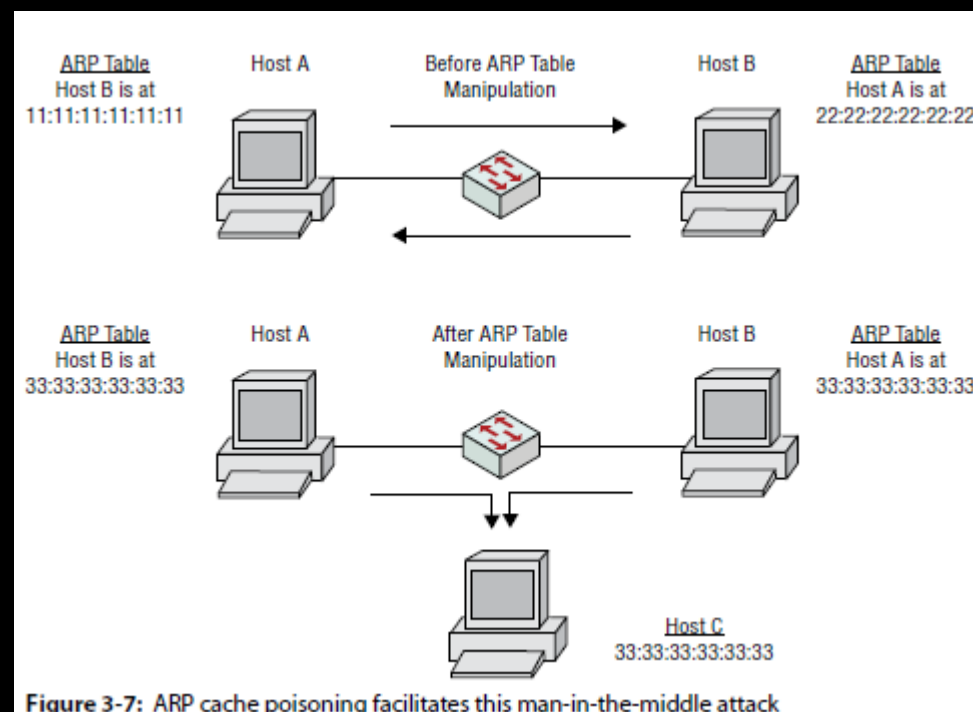 ARP Table
Host B is at
11:11:11:11:11:11
Host A
Before ARP Table
Manipulation
Host B
ARP Table
Host A is at
22:22:22:22:22:22
ARP Table
Host B is at
33:33:33:33:33:33
Host A
After ARP Table
Manipulation
Host B
ARP Table
Host A is at
33:33:33:33:33:33
Host C
33:33:33:33:33:33
Figure 3-7: ARP cache poisoning facilitates this man-in-the-middle attack